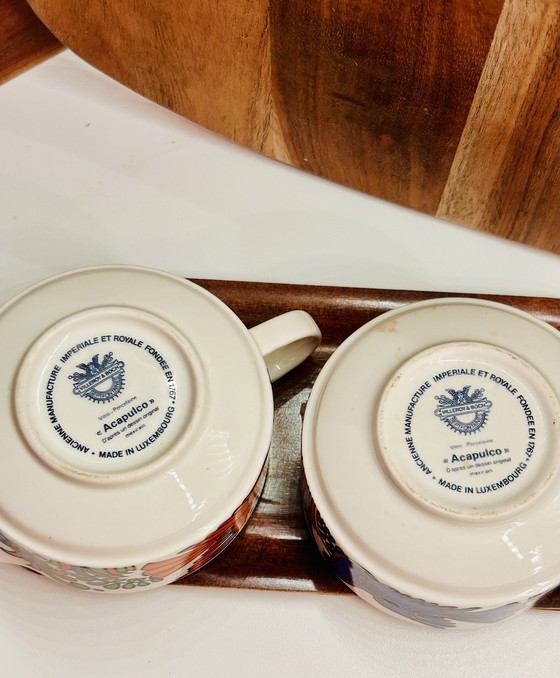 ANCIENNE MANUFACTURE IMPERIALE ET ROYALE FONDEE EN 1767
VILLEROY & BOCH
Vitro - Porcelaine
« Acapulco »
D'après un dessin original
mexicain
• MADE IN LUXEMBOURG •
ANCIENNE MANUFACTURE IMPERIALE ET ROYALE FONDEE EN 1767
VILLEROY & BOCH
Vitro - Porcelaine
« Acapulco »
D'après un dessin original
mexicain
• MADE IN LUXEMBOURG •